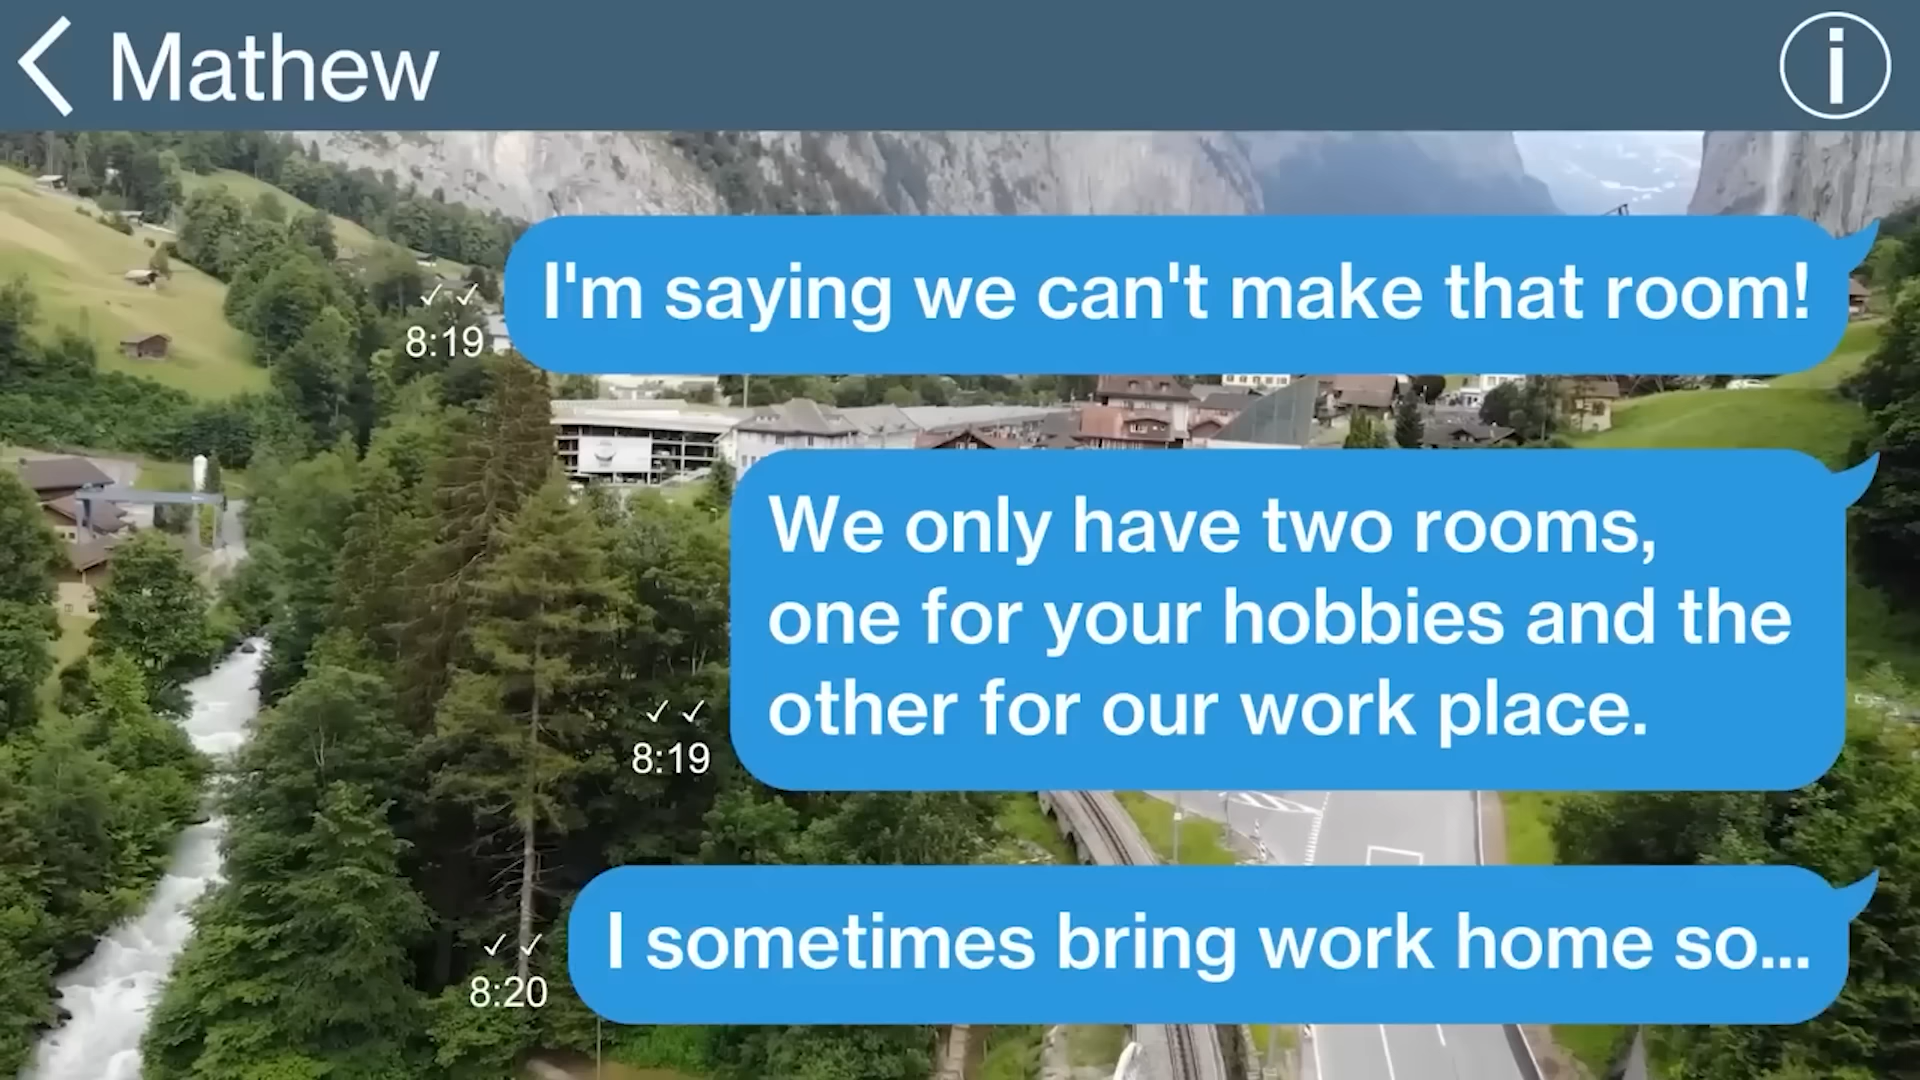 Mathew
I'm saying we can't make that room!
8:19
We only have two rooms,
one for your hobbies and the
other for our work place.
8:19
I sometimes bring work home so...
8:20